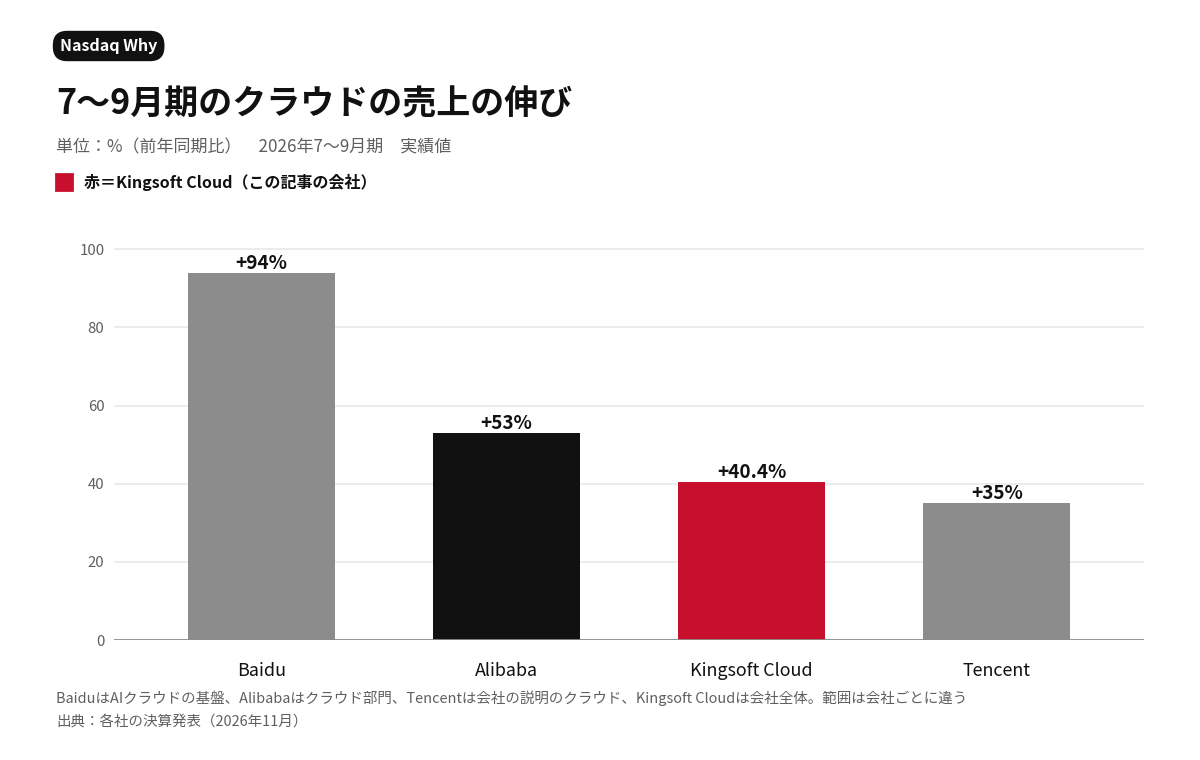 Nasdaq Why
7〜9月期のクラウドの売上の伸び
単位：%（前年同期比）　2026年7〜9月期　実績値
赤＝Kingsoft Cloud（この記事の会社）
100
80
60
40
20
0
+94%
+53%
+40.4%
+35%
Baidu
Alibaba
Kingsoft Cloud
Tencent
BaiduはAIクラウドの基盤、Alibabaはクラウド部門、Tencentは会社の説明のクラウド、Kingsoft Cloudは会社全体。範囲は会社ごとに違う
出典：各社の決算発表（2026年11月）